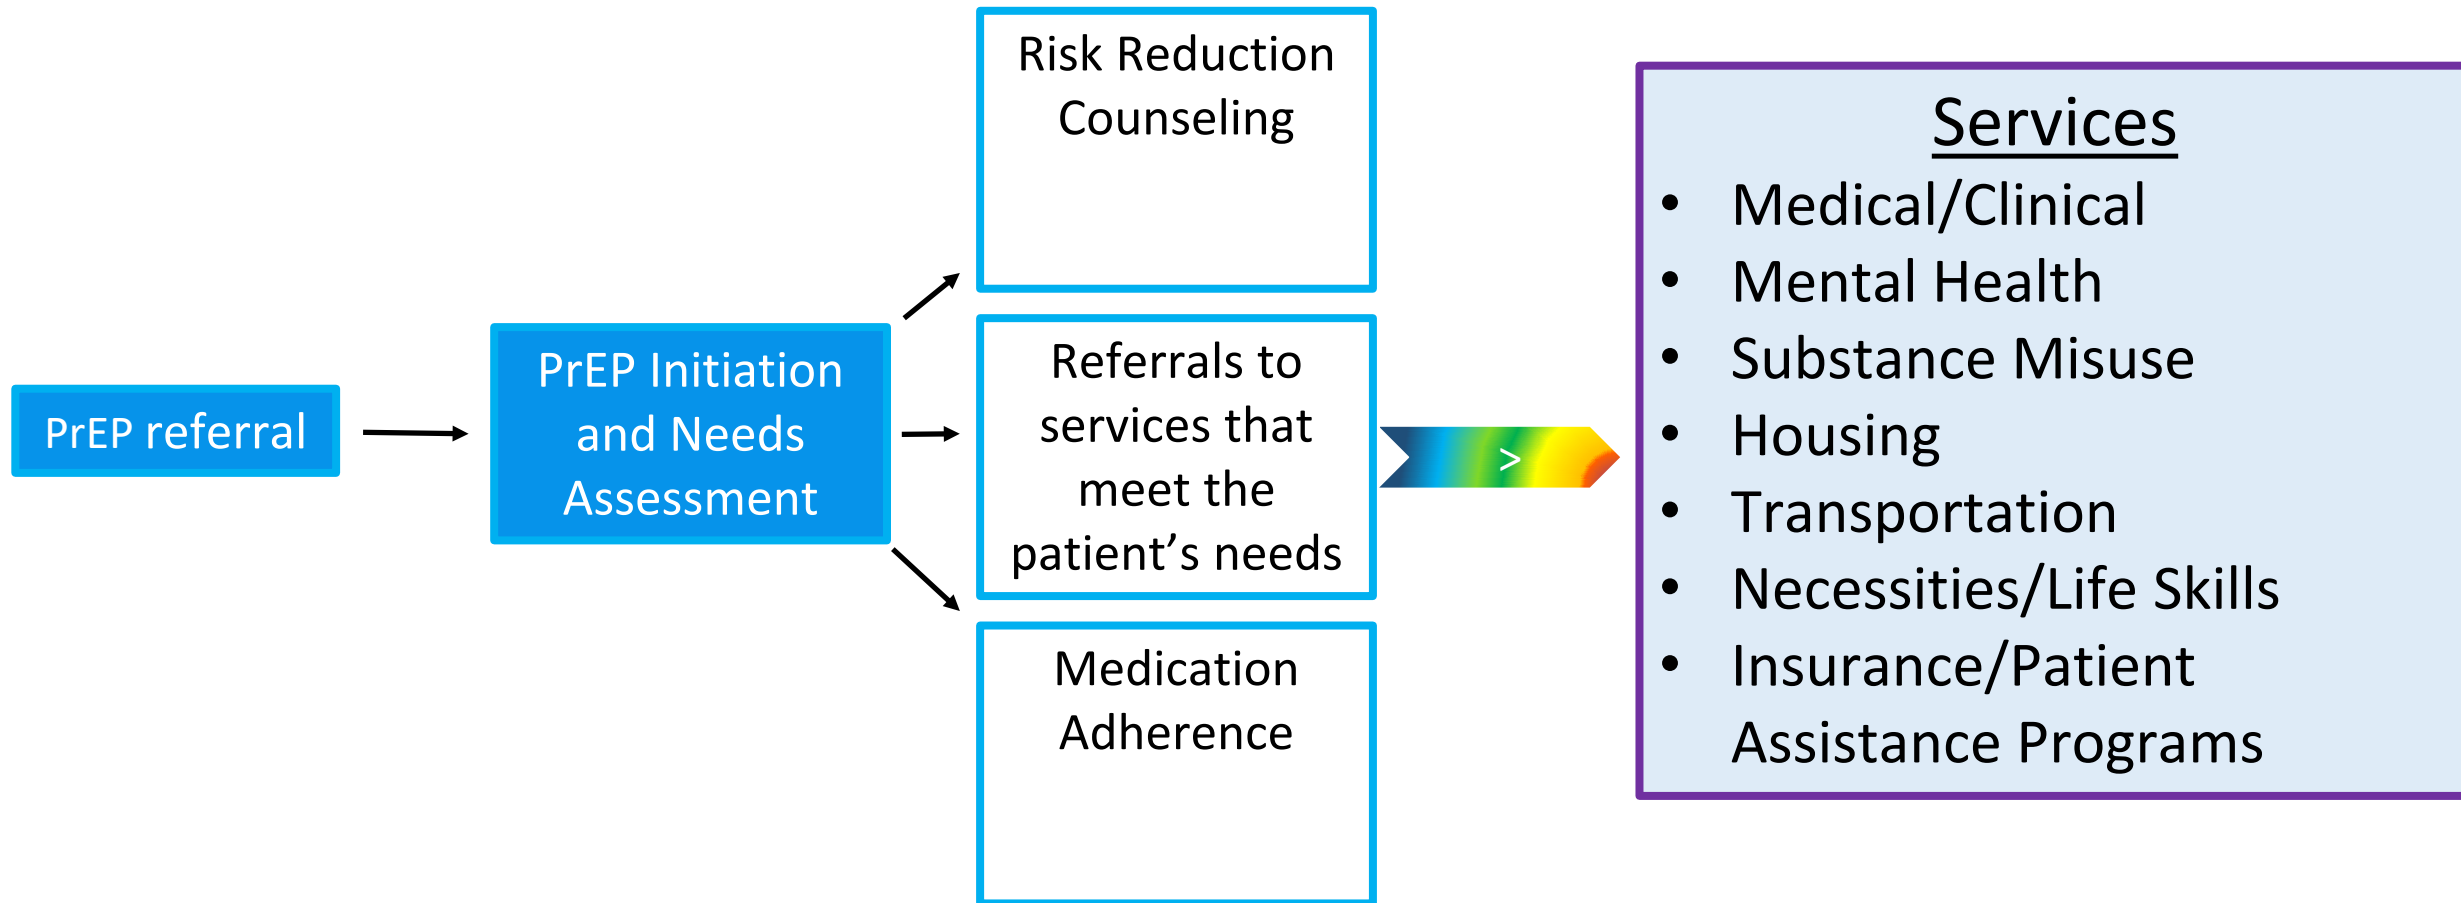 PrEP referral
PrEP Initiation
and Needs
Assessment
Risk Reduction
Counseling
Referrals to
services that
meet the
patient’s needs
Medication
Adherence
>
Services
• Medical/Clinical
• Mental Health
• Substance Misuse
• Housing
• Transportation
• Necessities/Life Skills
• Insurance/Patient
Assistance Programs